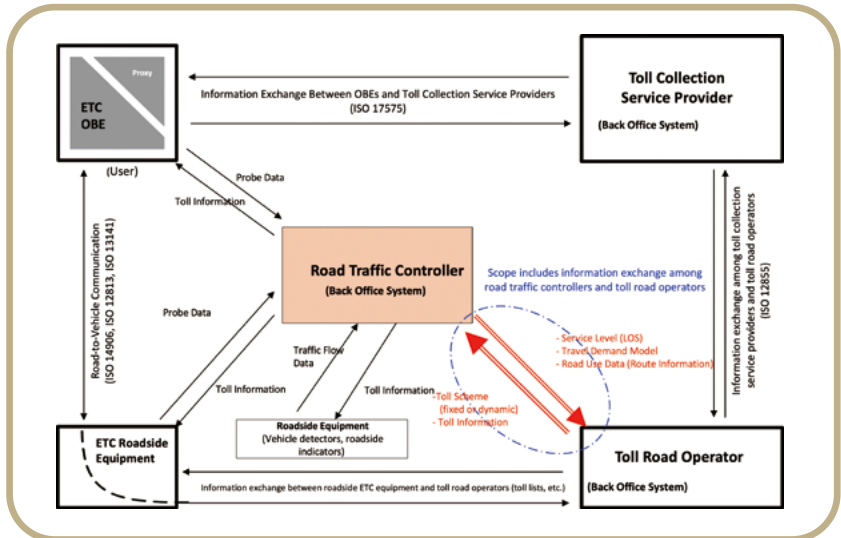 Proxy
ETC
OBE
(User)
Information Exchange Between OBEs and Toll Collection Service Providers
(ISO 17575)
Toll Collection
Service Provider
(Back Office System)
Probe Data
Toll Information
Road-to-Vehicle Communication
(ISO 14906, ISO 12813, ISO 13141)
Road Traffic Controller
(Back Office System)
Scope includes information exchange among
road traffic controllers and toll road operators
Information exchange among toll collection
service providers and toll road operators
(ISO 12855)
Probe Data
Toll Information
Traffic Flow
Data
Toll Information
- Service Level (LOS)
- Travel Demand Model
- Road Use Data (Route Information)
-Toll Scheme
(fixed or dynamic)
- Toll Information
Roadside Equipment
(Vehicle detectors, roadside
indicators)
ETC Roadside
Equipment
Toll Road Operator
(Back Office System)
Information exchange between roadside ETC equipment and toll road operators (toll lists, etc.)